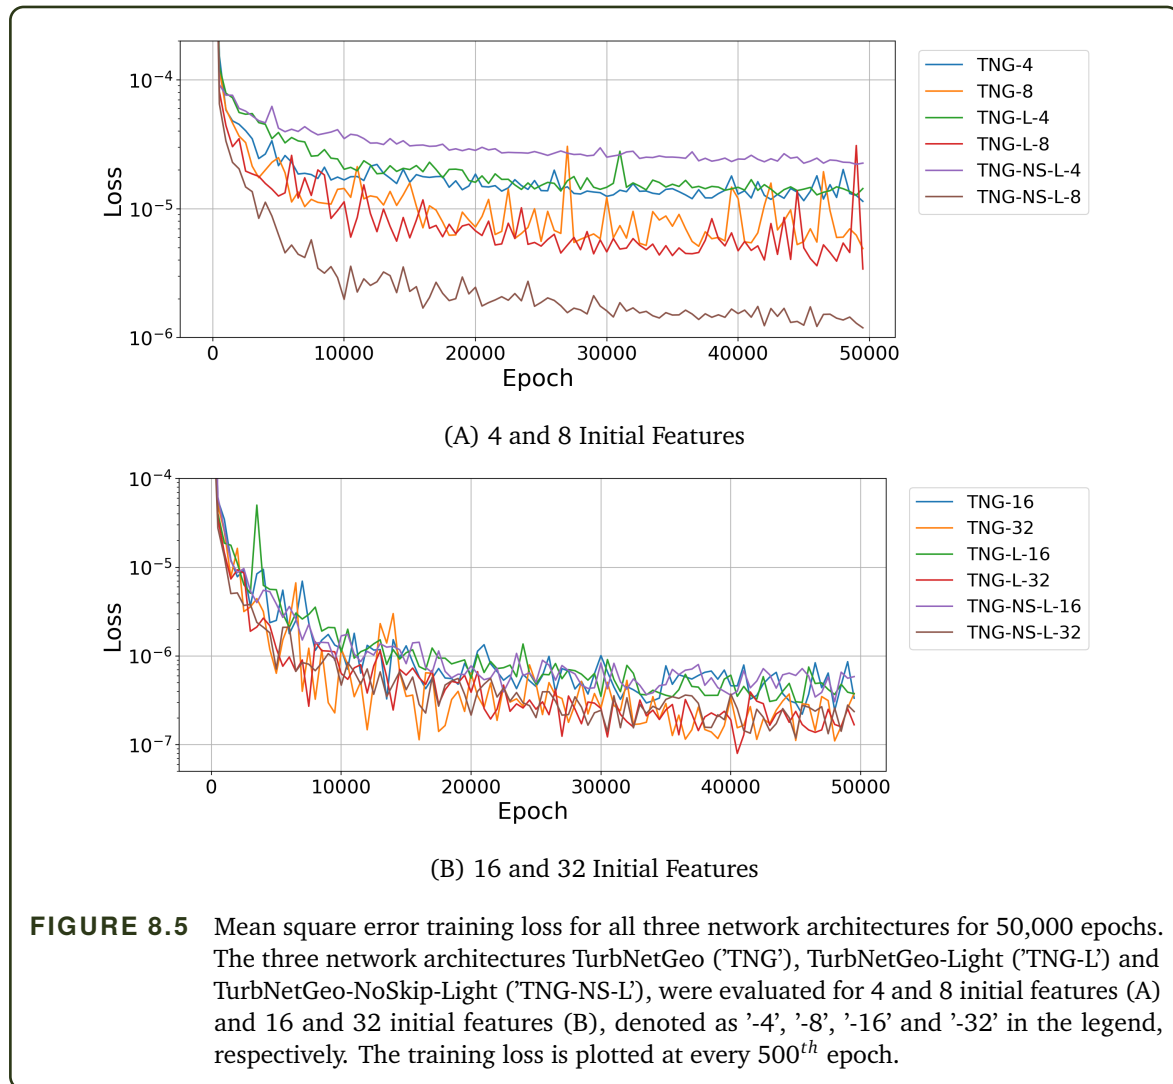 10⁻⁴
10⁻⁵
10⁻⁶
Loss
0 10000 20000 30000 40000 50000
Epoch
TNG-4
TNG-8
TNG-L-4
TNG-L-8
TNG-NS-L-4
TNG-NS-L-8
(A) 4 and 8 Initial Features
10⁻⁴
10⁻⁵
10⁻⁶
10⁻⁷
Loss
0 10000 20000 30000 40000 50000
Epoch
TNG-16
TNG-32
TNG-L-16
TNG-L-32
TNG-NS-L-16
TNG-NS-L-32
(B) 16 and 32 Initial Features
FIGURE 8.5 Mean square error training loss for all three network architectures for 50,000 epochs.
The three network architectures TurbNetGeo (’TNG’), TurbNetGeo-Light (’TNG-L’) and
TurbNetGeo-NoSkip-Light (’TNG-NS-L’), were evaluated for 4 and 8 initial features (A)
and 16 and 32 initial features (B), denoted as ’-4’, ’-8’, ’-16’ and ’-32’ in the legend,
respectively. The training loss is plotted at every 500ᵗʰ epoch.